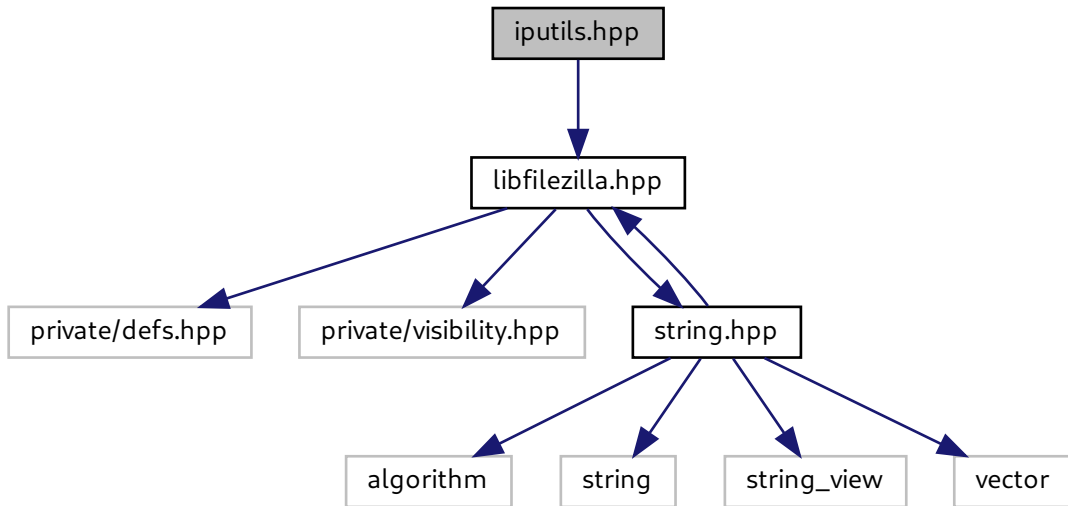 iputils.hpp
libfilezilla.hpp
private/defs.hpp
private/visibility.hpp
string.hpp
algorithm
string
string_view
vector